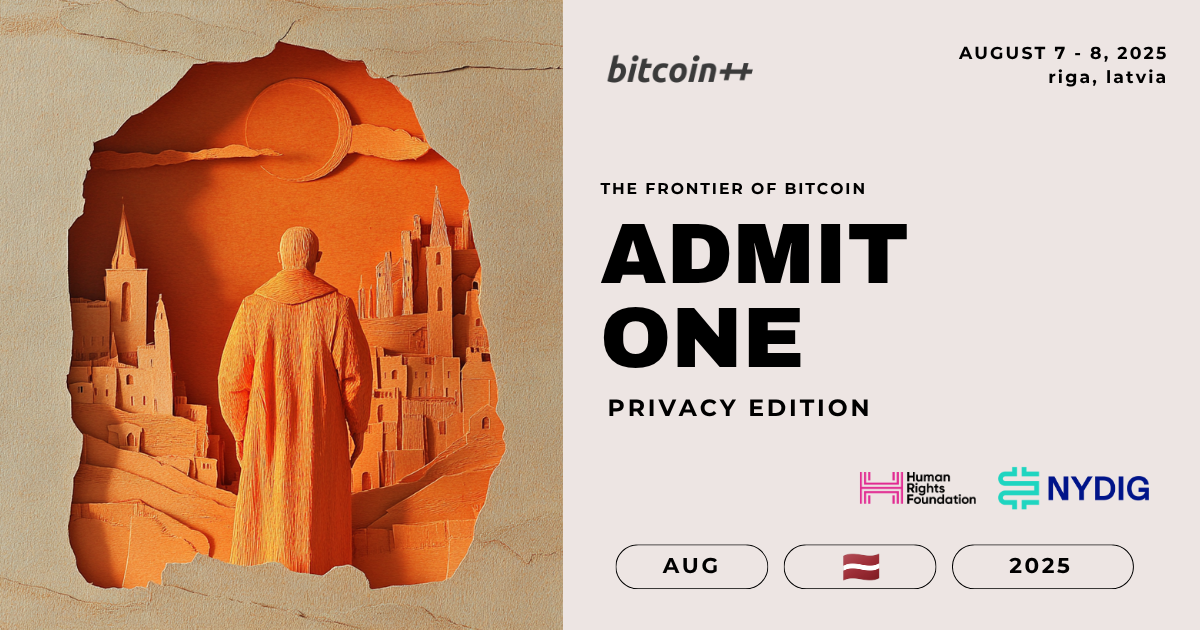 bitcoin++
AUGUST 7 - 8, 2025
riga, latvia
THE FRONTIER OF BITCOIN
ADMIT
ONE
PRIVACY EDITION
Human
Rights
Foundation
NYDIG
AUG
2025